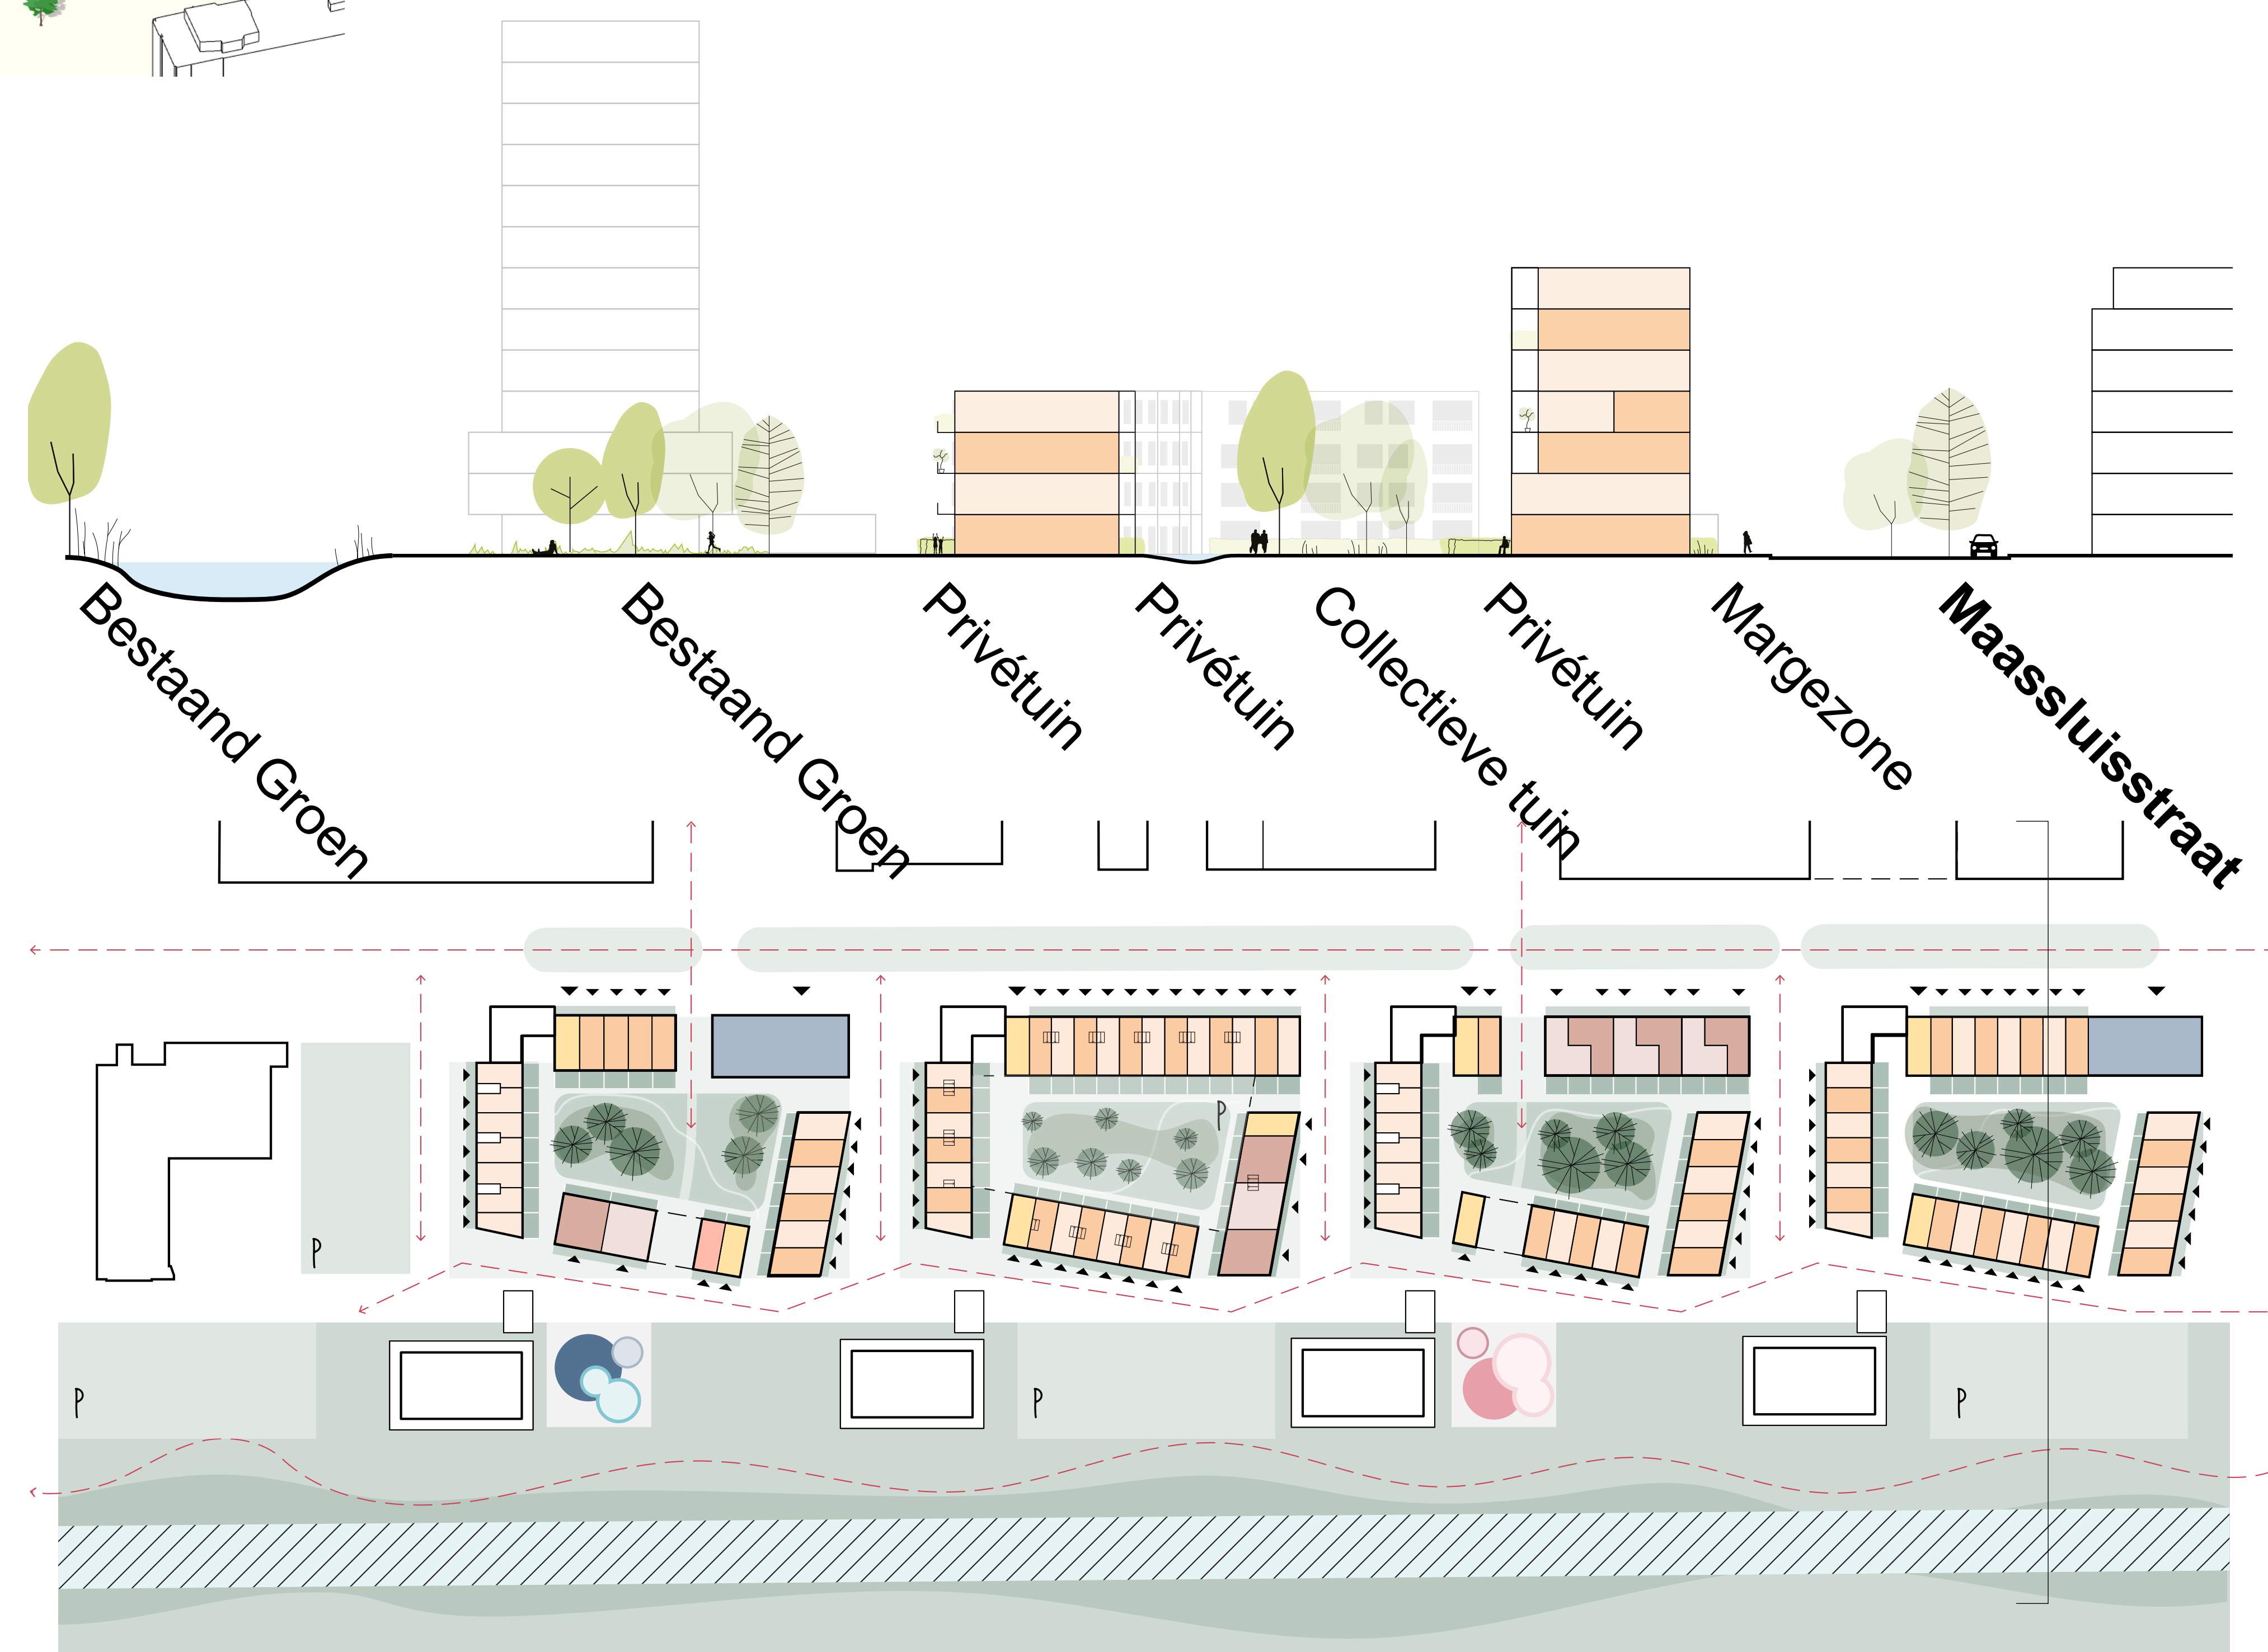 Bestaand Groen
Bestaand Groen
Privétuin
Privétuin
Collectieve tuin
Privétuin
Margezone
Maassluisstraat
P
P
P
P
P